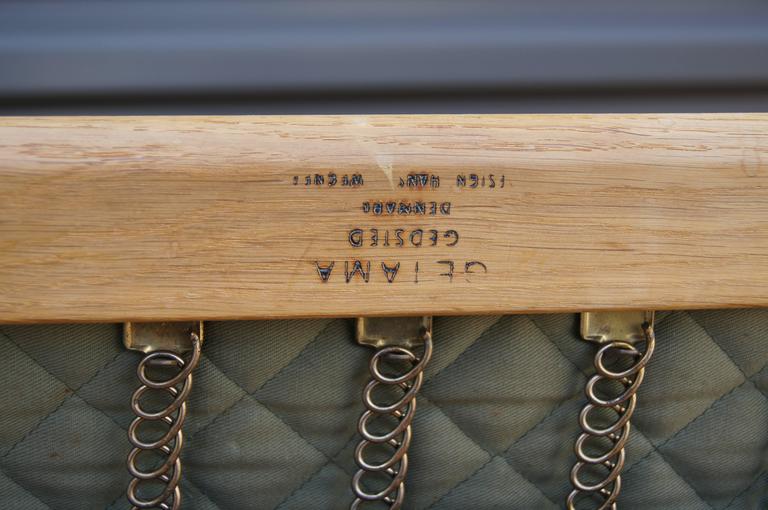 GETAMA
GEDSTED
DENMARK
DESIGN HANS WEGNER